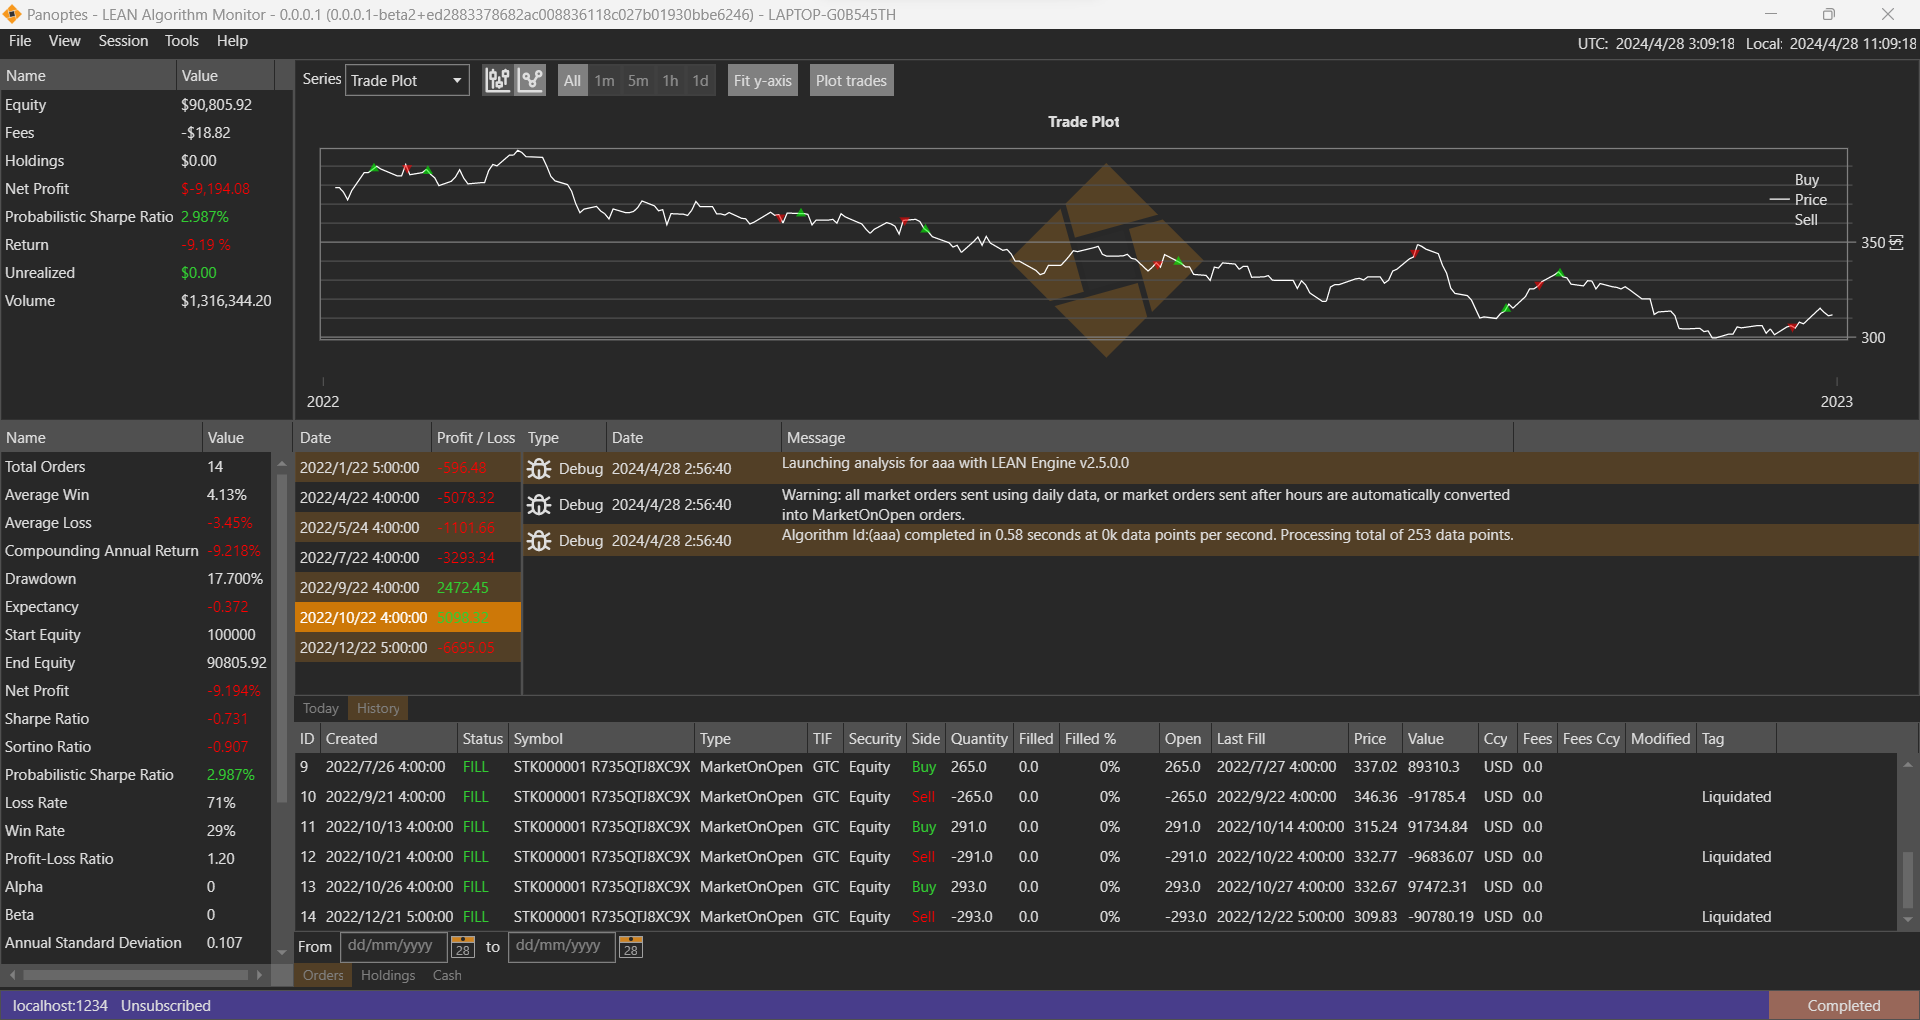 Panoptes - LEAN Algorithm Monitor - 0.0.0.1 (0.0.0.1-beta2+ed2883378682ac008836118c027b01930bbe6246) - LAPTOP-G0B545TH
File View Session Tools Help
UTC: 2024/4/28 3:09:18 Local: 2024/4/28 11:09:18
Name Value
Equity $90,805.92
Fees -$18.82
Holdings $0.00
Net Profit $-9,194.08
Probabilistic Sharpe Ratio 2.987%
Return -9.19 %
Unrealized $0.00
Volume $1,316,344.20
Series Trade Plot All 1m 5m 1h 1d Fit y-axis Plot trades
Trade Plot
Buy
Price
Sell
350 [$]
300
2022 2023
Name Value
Total Orders 14
Average Win 4.13%
Average Loss -3.45%
Compounding Annual Return -9.218%
Drawdown 17.700%
Expectancy -0.372
Start Equity 100000
End Equity 90805.92
Net Profit -9.194%
Sharpe Ratio -0.731
Sortino Ratio -0.907
Probabilistic Sharpe Ratio 2.987%
Loss Rate 71%
Win Rate 29%
Profit-Loss Ratio 1.20
Alpha 0
Beta 0
Annual Standard Deviation 0.107
Date Profit / Loss
2022/1/22 5:00:00 -596.48
2022/4/22 4:00:00 -5078.32
2022/5/24 4:00:00 -1101.66
2022/7/22 4:00:00 -3293.34
2022/9/22 4:00:00 2472.45
2022/10/22 4:00:00
2022/12/22 5:00:00 -6695.05
Type Date Message
Debug 2024/4/28 2:56:40 Launching analysis for aaa with LEAN Engine v2.5.0.0
Debug 2024/4/28 2:56:40 Warning: all market orders sent using daily data, or market orders sent after hours are automatically converted
into MarketOnOpen orders.
Debug 2024/4/28 2:56:40 Algorithm Id:(aaa) completed in 0.58 seconds at 0k data points per second. Processing total of 253 data points.
Today History
ID Created Status Symbol Type TIF Security Side Quantity Filled Filled % Open Last Fill Price Value Ccy Fees Fees Ccy Modified Tag
9 2022/7/26 4:00:00 FILL STK000001 R735QTJ8XC9X MarketOnOpen GTC Equity Buy 265.0 0.0 0% 265.0 2022/7/27 4:00:00 337.02 89310.3 USD 0.0
10 2022/9/21 4:00:00 FILL STK000001 R735QTJ8XC9X MarketOnOpen GTC Equity Sell -265.0 0.0 0% -265.0 2022/9/22 4:00:00 346.36 -91785.4 USD 0.0 Liquidated
11 2022/10/13 4:00:00 FILL STK000001 R735QTJ8XC9X MarketOnOpen GTC Equity Buy 291.0 0.0 0% 291.0 2022/10/14 4:00:00 315.24 91734.84 USD 0.0
12 2022/10/21 4:00:00 FILL STK000001 R735QTJ8XC9X MarketOnOpen GTC Equity Sell -291.0 0.0 0% -291.0 2022/10/22 4:00:00 332.77 -96836.07 USD 0.0 Liquidated
13 2022/10/26 4:00:00 FILL STK000001 R735QTJ8XC9X MarketOnOpen GTC Equity Buy 293.0 0.0 0% 293.0 2022/10/27 4:00:00 332.67 97472.31 USD 0.0
14 2022/12/21 5:00:00 FILL STK000001 R735QTJ8XC9X MarketOnOpen GTC Equity Sell -293.0 0.0 0% -293.0 2022/12/22 5:00:00 309.83 -90780.19 USD 0.0 Liquidated
From dd/mm/yyyy 28 to dd/mm/yyyy 28
Orders Holdings Cash
localhost:1234 Unsubscribed
Completed